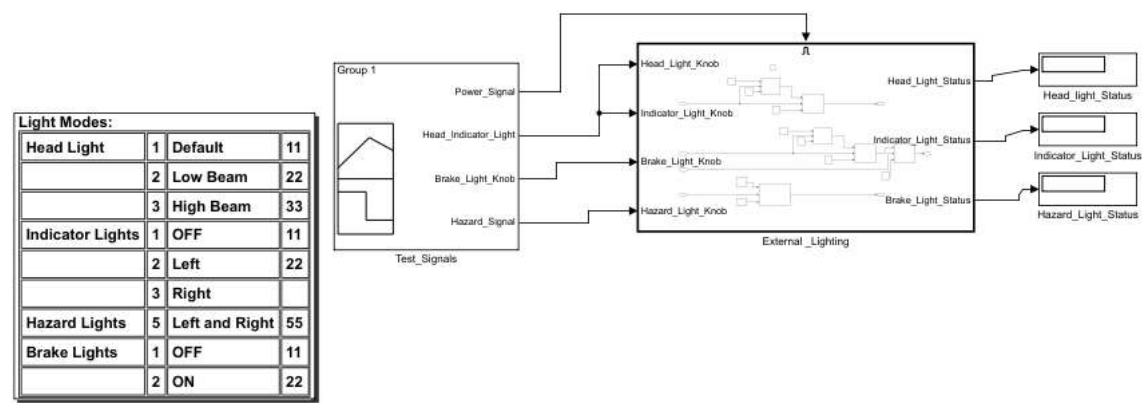 Light Modes:
Head Light 1 Default 11
2 Low Beam 22
3 High Beam 33
Indicator Lights 1 OFF 11
2 Left 22
3 Right
Hazard Lights 5 Left and Right 55
Brake Lights 1 OFF 11
2 ON 22
Group 1
Power_Signal
Head_Indicator_Light
Brake_Light_Knob
Hazard_Signal
Test_Signals
Head_Light_Knob
Indicator_Light_Knob
Brake_Light_Knob
Hazard_Light_Knob
Head_Light_Status
Indicator_Light_Status
Brake_Light_Status
External _Lighting
Head_light_Status
Indicator_Light_Status
Hazard_Light_Status